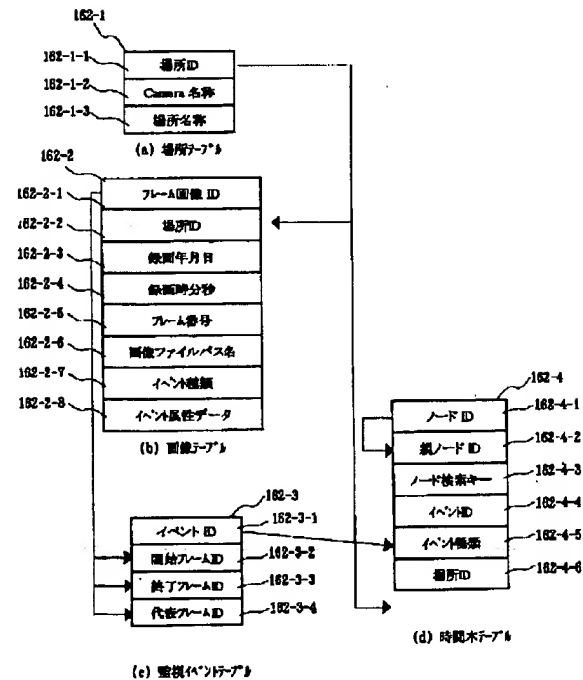 162-1
162-1-1
場所ID
162-1-2
Camera 名称
162-1-3
場所名称
(a) 場所テーブル
162-2
162-2-1
フレーム画像 ID
162-2-2
場所ID
162-2-3
録画年月日
162-2-4
録画時分秒
162-2-5
フレーム番号
162-2-6
画像ファイルパス名
162-2-7
イベント種類
162-2-8
イベント属性データ
(b) 画像テーブル
162-3
イベント ID
162-3-1
開始フレームID
162-3-2
終了フレームID
162-3-3
代表フレームID
162-3-4
(c) 監視イベントテーブル
162-4
ノード ID
162-4-1
親ノード ID
162-4-2
ノード検索キー
162-4-3
イベントID
162-4-4
イベント種類
162-4-5
場所ID
162-4-6
(d) 時間木テーブル